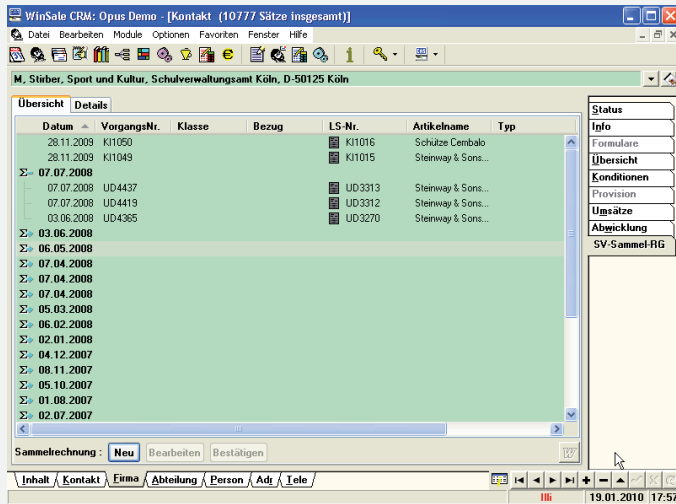 WinSale CRM: Opus Demo - [Kontakt (10777 Sätze insgesamt)]
Datei Bearbeiten Module Optionen Favoriten Fenster Hilfe
M, Stirber, Sport und Kultur, Schulverwaltungsamt Köln, D-50125 Köln
Übersicht Details
Datum VorgangsNr. Klasse Bezug LS-Nr. Artikelname Typ
28.11.2009 KI1050 KI1016 Schütze Cembalo
28.11.2009 KI1049 KI1015 Steinway & Sons...
Σ 07.07.2008
07.07.2008 UD4437 UD3313 Steinway & Sons...
07.07.2008 UD4419 UD3312 Steinway & Sons...
03.06.2008 UD4365 UD3270 Steinway & Sons...
Σ 03.06.2008
Σ 06.05.2008
Σ 07.04.2008
Σ 07.04.2008
Σ 07.04.2008
Σ 05.03.2008
Σ 06.02.2008
Σ 02.01.2008
Σ 04.12.2007
Σ 08.11.2007
Σ 05.10.2007
Σ 01.08.2007
Σ 02.07.2007
Sammelrechnung : Neu Bearbeiten Bestätigen
Status
Info
Formulare
Übersicht
Konditionen
Provision
Umsätze
Abwicklung
SV-Sammel-RG
Inhalt Kontakt Firma Abteilung Person Adr Tele
Illi 19.01.2010 17:57